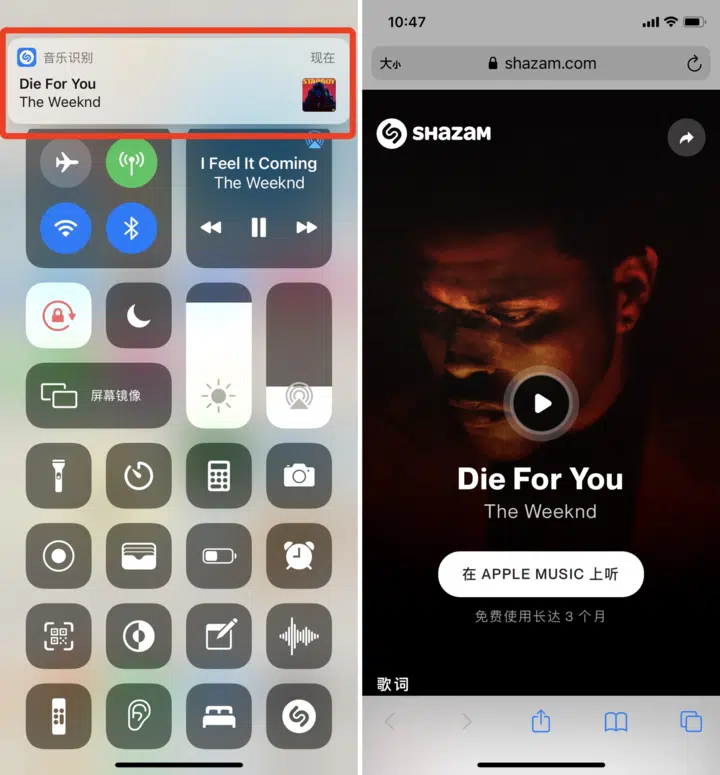 音乐识别
现在
Die For You
The Weeknd
STARBOY
I Feel It Coming
The Weeknd
屏幕镜像
10:47
大小
shazam.com
SHAZAM
Die For You
The Weeknd
在 APPLE MUSIC 上听
免费使用长达 3 个月
歌词